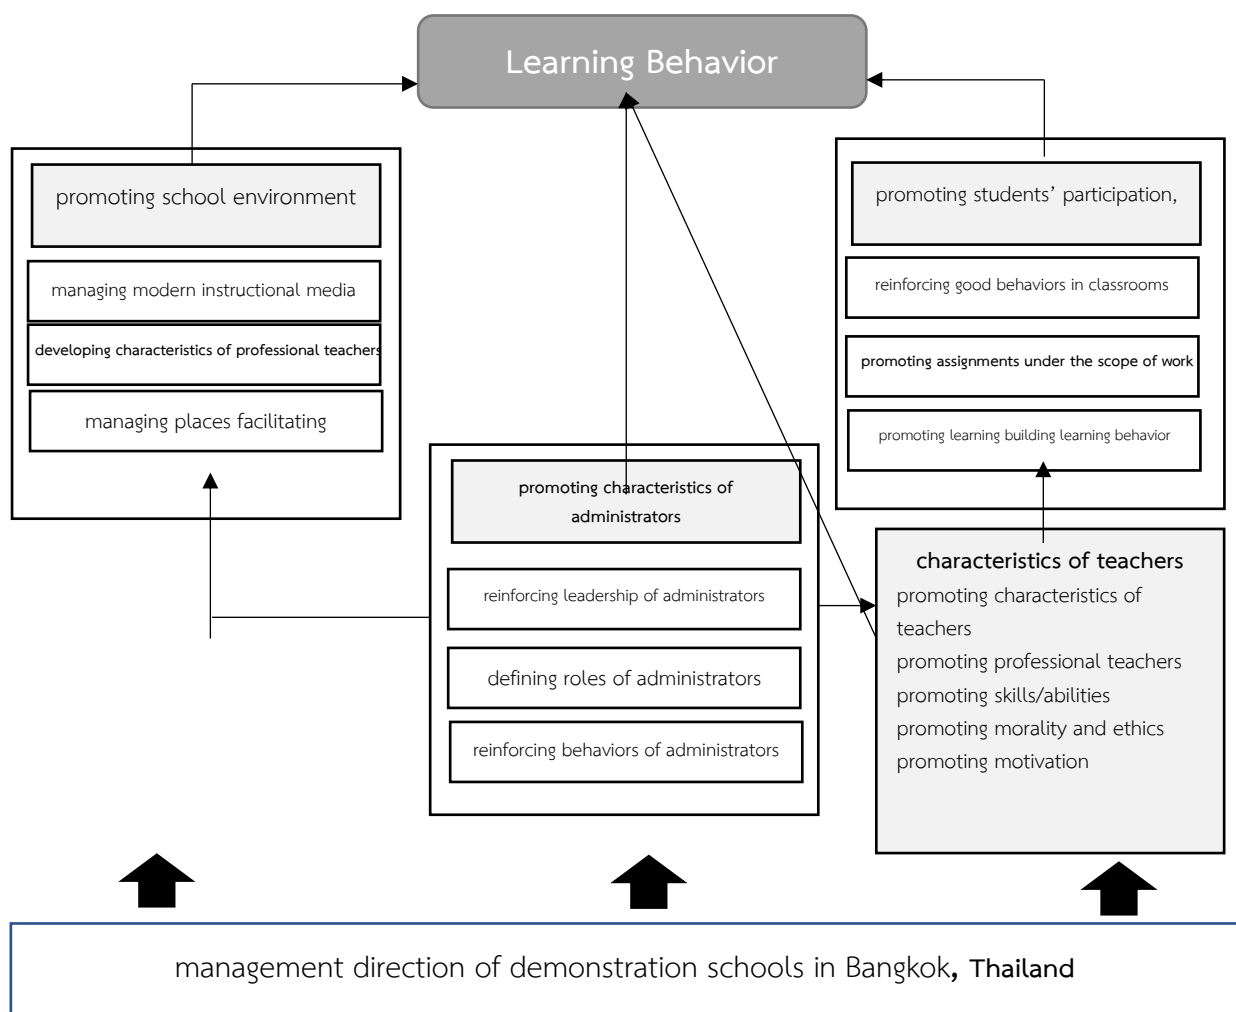 Learning Behavior
promoting school environment
managing modern instructional media
developing characteristics of professional teachers
managing places facilitating
promoting students’ participation,
reinforcing good behaviors in classrooms
promoting assignments under the scope of work
promoting learning building learning behavior
promoting characteristics of
administrators
reinforcing leadership of administrators
defining roles of administrators
reinforcing behaviors of administrators
characteristics of teachers
promoting characteristics of
teachers
promoting professional teachers
promoting skills/abilities
promoting morality and ethics
promoting motivation
management direction of demonstration schools in Bangkok, Thailand